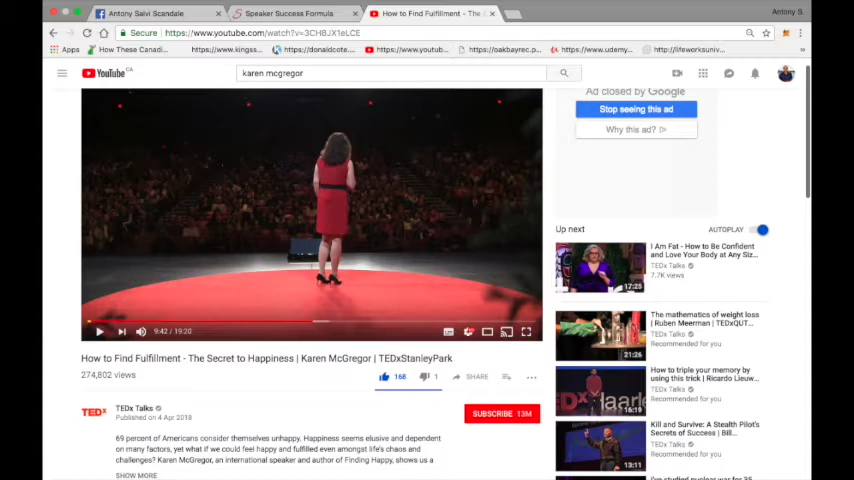 Antony Salvi Scandale
Speaker Success Formula
How to Find Fulfillment - The
Antony S.
Secure
https://www.youtube.com/watch?v=3CH8JX1eLCE
Apps
How These Canadi...
https://www.kingss...
https://donaldcote...
https://www.youtub...
https://oakbayrec.p...
https://www.udemy...
http://lifeworksuniv...
YouTube CA
karen mcgregor
Ad closed by Google
Stop seeing this ad
Why this ad?
9:42 / 19:20
Up next
AUTOPLAY
I Am Fat - How to Be Confident
and Love Your Body at Any Siz...
TEDx Talks
7.7K views
17:25
The mathematics of weight loss
| Ruben Meerman | TEDxQUT...
TEDx Talks
Recommended for you
21:26
How to triple your memory by
using this trick | Ricardo Lieuw...
TEDx Talks
Recommended for you
16:19
Kill and Survive: A Stealth Pilot's
Secrets of Success | Bill...
TEDx Talks
Recommended for you
13:11
How to Find Fulfillment - The Secret to Happiness | Karen McGregor | TEDxStanleyPark
274,802 views
168
1
SHARE
TEDx
TEDx Talks
Published on 4 Apr 2018
SUBSCRIBE 13M
69 percent of Americans consider themselves unhappy. Happiness seems elusive and dependent
on many factors, yet what if we could feel happy and fulfilled even amongst life's chaos and
challenges? Karen McGregor, an international speaker and author of Finding Happy, shows us a
SHOW MORE